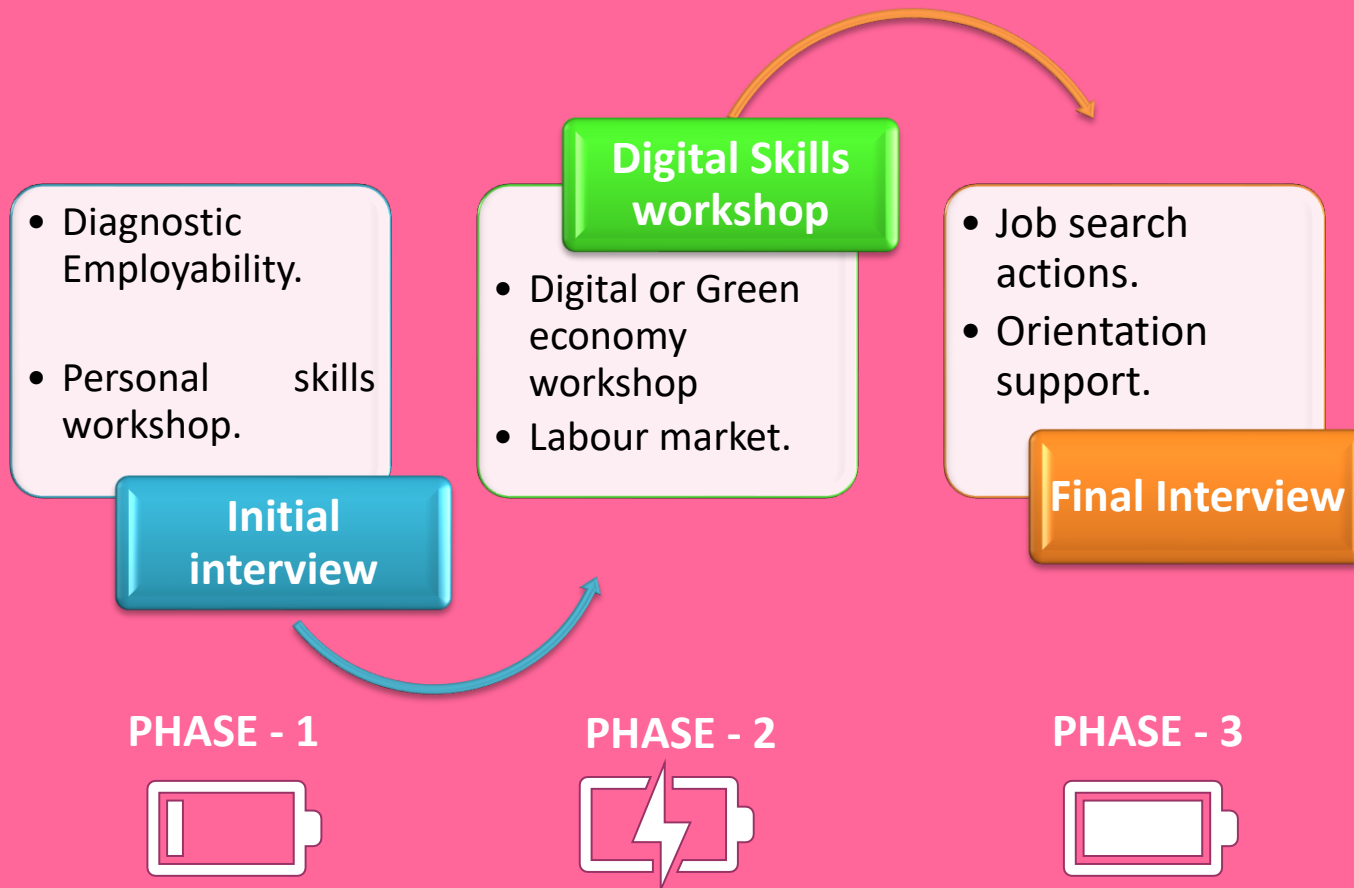 • Diagnostic
Employability.
• Personal skills
workshop.
Initial
interview
Digital Skills
workshop
• Digital or Green
economy
workshop
• Labour market.
• Job search
actions.
• Orientation
support.
Final Interview
PHASE - 1
PHASE - 2
PHASE - 3